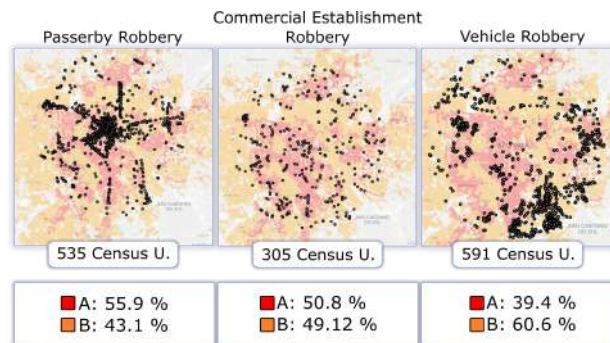 Commercial Establishment
Passerby Robbery
Robbery
Vehicle Robbery
535 Census U.
305 Census U.
591 Census U.
A: 55.9 %
B: 43.1 %
A: 50.8 %
B: 49.12 %
A: 39.4 %
B: 60.6 %